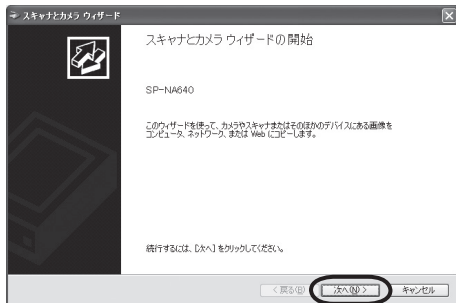 スキャナとカメラ ウィザード
スキャナとカメラ ウィザードの開始
SP-NA640
このウィザードを使って、カメラやスキャナまたはそのほかのデバイスにある画像を
コンピュータ、ネットワーク、または Web にコピーします。
続行するには、[次へ] をクリックしてください。
< 戻る(B) 次へ(N) > キャンセル